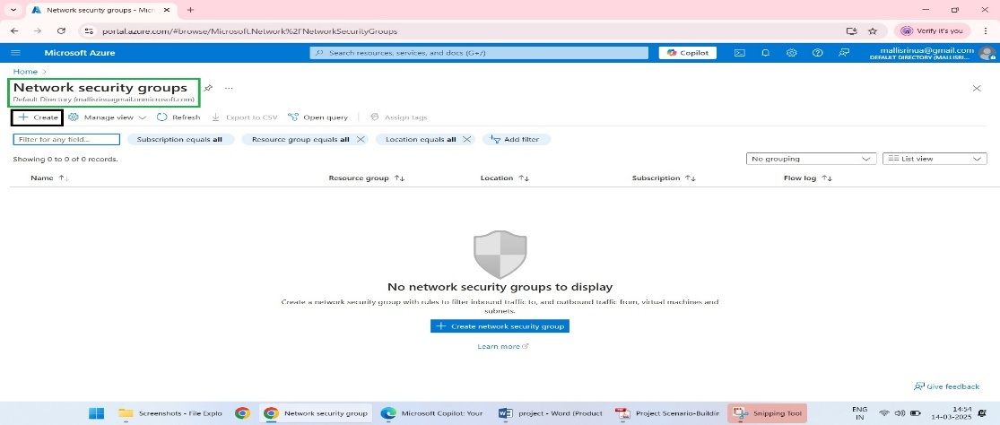 Network security groups - Micr
portal.azure.com/#browse/Microsoft.Network%2FNetworkSecurityGroups
Verify it's you
Microsoft Azure
Search resources, services, and docs (G+/)
Copilot
mallisrinua@gmail.com
DEFAULT DIRECTORY (MALLISRI...
Home >
Network security groups
Default Directory (mallisrinuagmail.onmicrosoft.com)
Create
Manage view
Refresh
Export to CSV
Open query
Assign tags
Filter for any field...
Subscription equals all
Resource group equals all
Location equals all
Add filter
Showing 0 to 0 of 0 records.
No grouping
List view
Name
Resource group
Location
Subscription
Flow log
No network security groups to display
Create a network security group with rules to filter inbound traffic to, and outbound traffic from, virtual machines and
subnets.
Create network security group
Learn more
Give feedback
Screenshots - File Explo
Network security group
Microsoft Copilot: Your
project - Word (Product
Project Scenario-Buildir
Snipping Tool
ENG
IN
14:54
14-03-2025